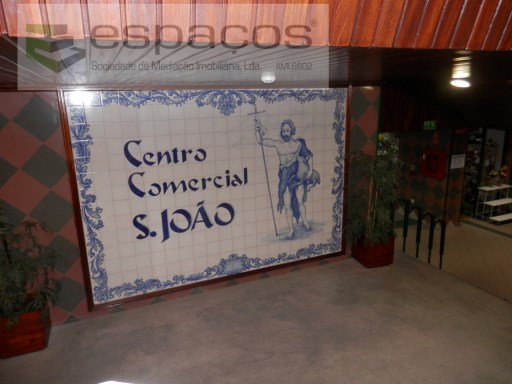 espaços®
Sociedade de Mediação Imobiliária, Lda. AMI 6602
Centro
Comercial
S. JOÃO